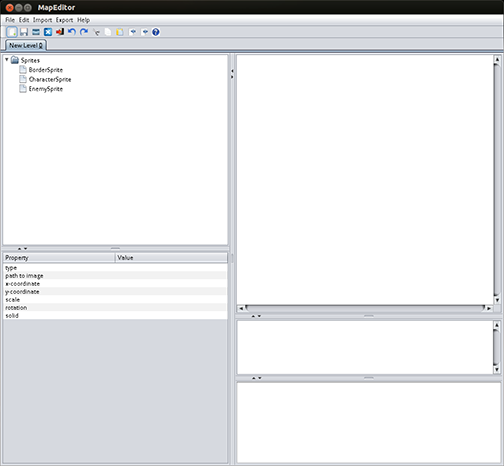 MapEditor
File Edit Import Export Help
New Level 0
Sprites
BorderSprite
CharacterSprite
EnemySprite
Property Value
type
path to image
x-coordinate
y-coordinate
scale
rotation
solid